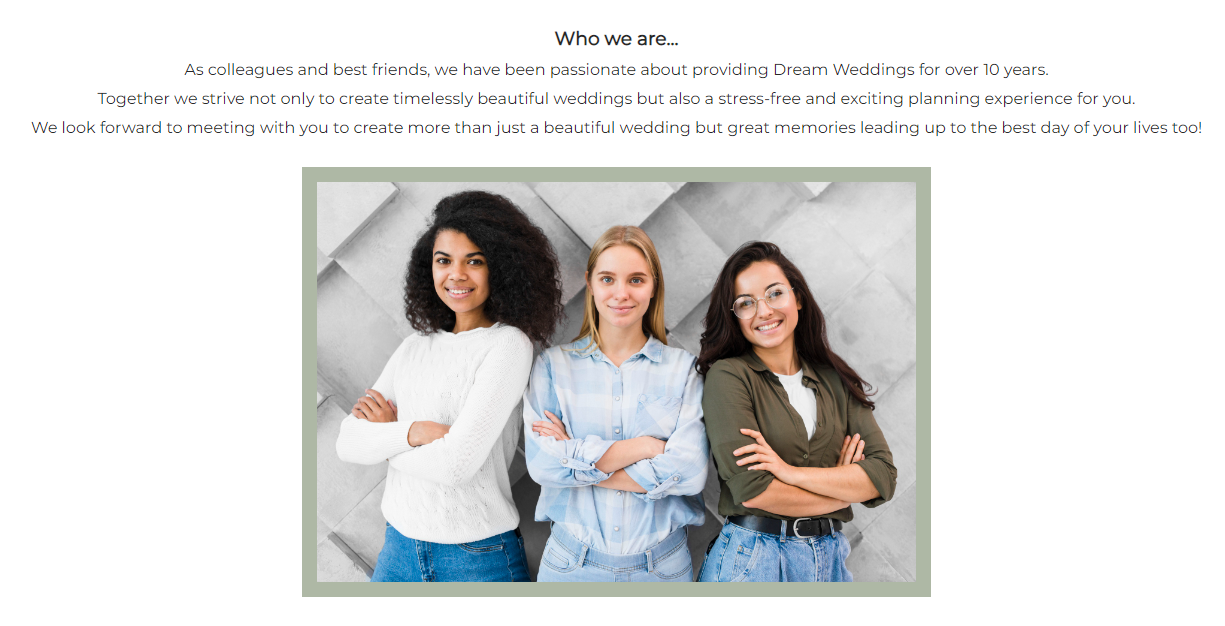 Who we are...
As colleagues and best friends, we have been passionate about providing Dream Weddings for over 10 years.
Together we strive not only to create timelessly beautiful weddings but also a stress-free and exciting planning experience for you.
We look forward to meeting with you to create more than just a beautiful wedding but great memories leading up to the best day of your lives too!